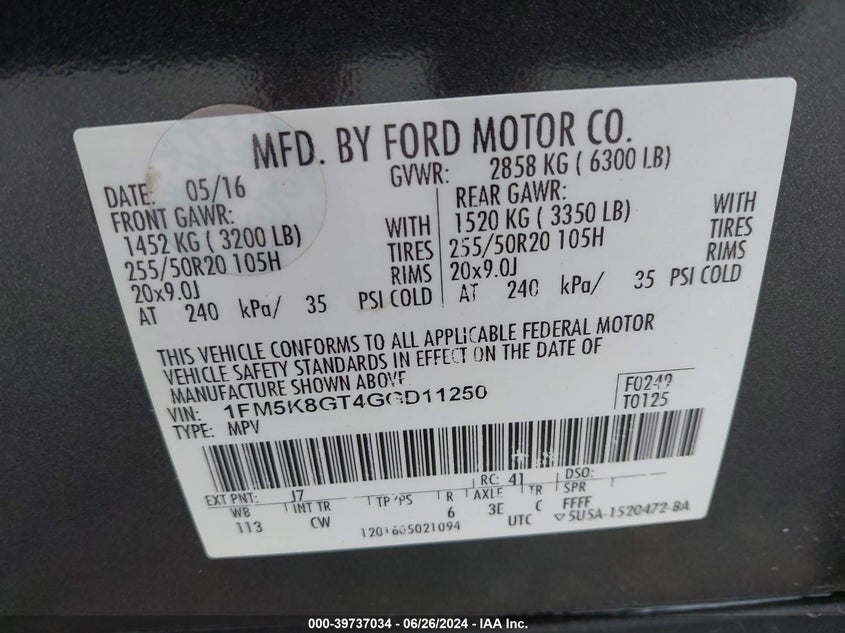 MFD. BY FORD MOTOR CO.
DATE: 05/16
GVWR: 2858 KG ( 6300 LB)
FRONT GAWR:
1452 KG ( 3200 LB) WITH
255/50R20 105H TIRES
20x9.0J RIMS
AT 240 kPa/ 35 PSI COLD
REAR GAWR:
1520 KG ( 3350 LB) WITH
255/50R20 105H TIRES
20x9.0J RIMS
AT 240 kPa/ 35 PSI COLD
THIS VEHICLE CONFORMS TO ALL APPLICABLE FEDERAL MOTOR
VEHICLE SAFETY STANDARDS IN EFFECT ON THE DATE OF
MANUFACTURE SHOWN ABOVE.
VIN: 1FM5K8GT4GGD11250
TYPE: MPV
F0249
T0125
EXT PNT: J7 RC: 41 DSO:
WB INT TR TP/PS R AXLE TR SPR
113 CW 6 3E C FFFF
1201605021094 UTC 5U5A-1520472-BA
000-39737034 / 06/26/2024 - IAA Inc.